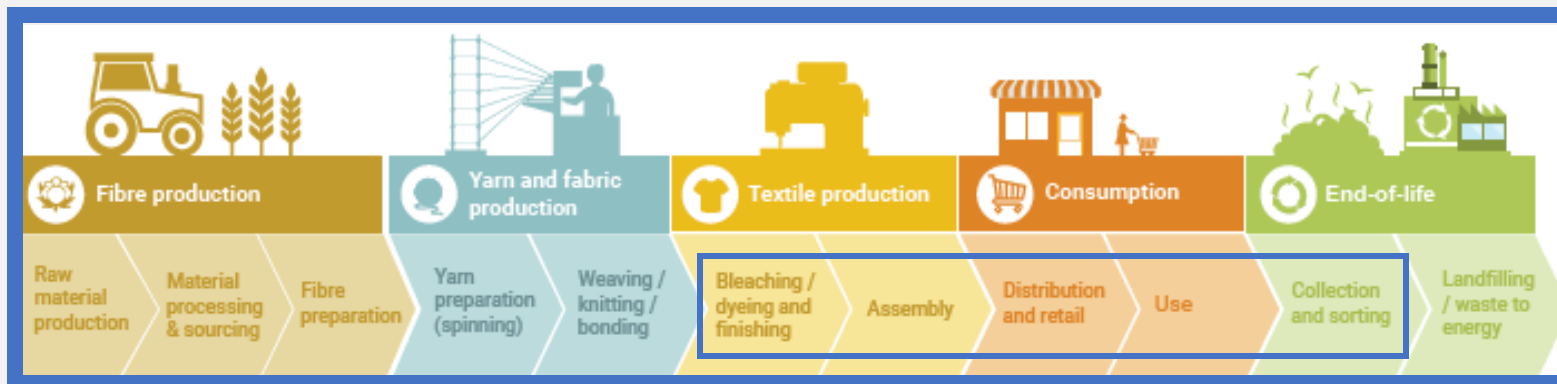 Fibre production
Yarn and fabric
production
Textile production
Consumption
End-of-life
Raw
material
production
Material
processing
& sourcing
Fibre
preparation
Yarn
preparation
(spinning)
Weaving /
knitting /
bonding
Bleaching /
dyeing and
finishing
Assembly
Distribution
and retail
Use
Collection
and sorting
Landfilling
/ waste to
energy